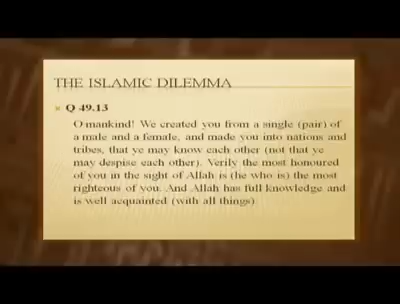 THE ISLAMIC DILEMMA
Q 49.13
O mankind! We created you from a single (pair) of
a male and a female, and made you into nations and
tribes, that ye may know each other (not that ye
may despise each other). Verily the most honoured
of you in the sight of Allah is (he who is) the most
righteous of you. And Allah has full knowledge and
is well acquainted (with all things)